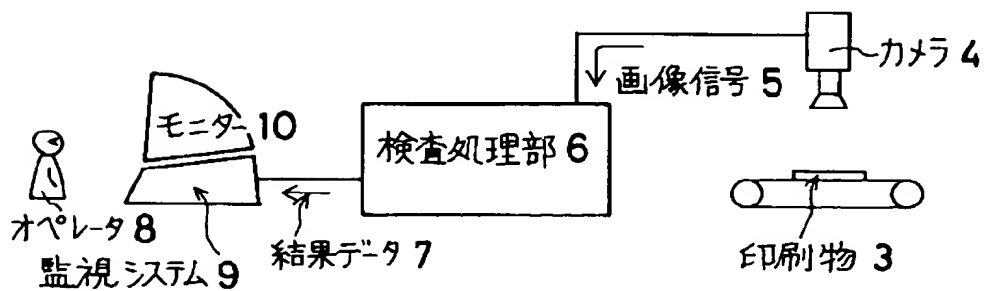 カメラ 4
画像信号 5
モニター 10
検査処理部 6
オペレータ 8
監視システム 9
結果データ 7
印刷物 3